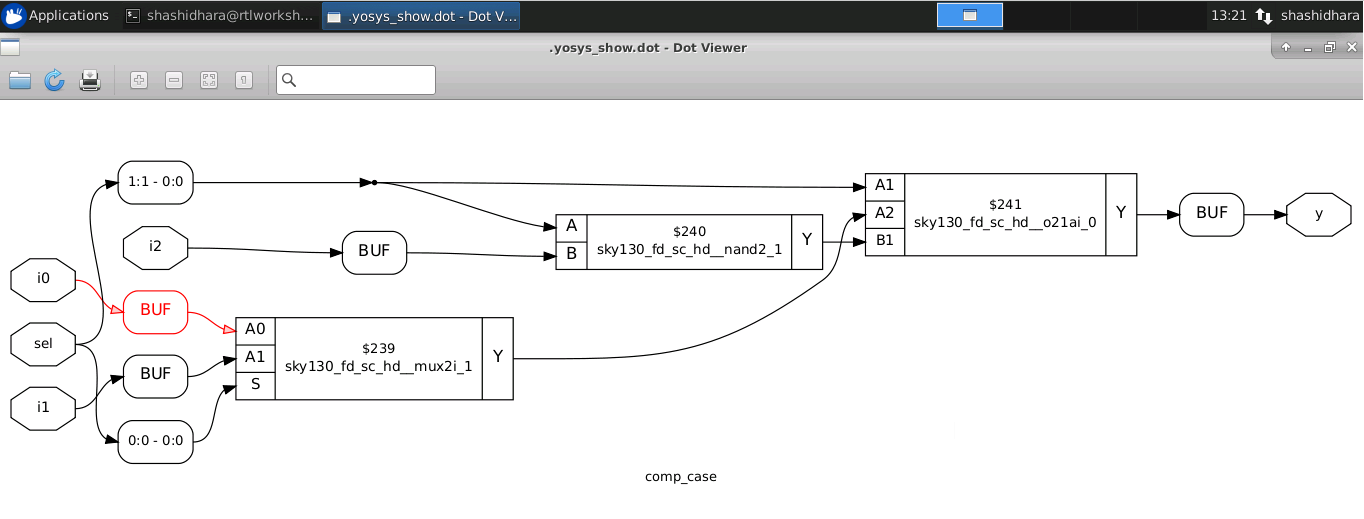 Applications
shashidhara@rtlworksh...
.yosys_show.dot - Dot V...
13:21
shashidhara
.yosys_show.dot - Dot Viewer
1:1 - 0:0
i2
BUF
i0
BUF
sel
BUF
i1
0:0 - 0:0
A0
A1
S
$239
sky130_fd_sc_hd__mux2i_1
Y
A
B
$240
sky130_fd_sc_hd__nand2_1
Y
A1
A2
B1
$241
sky130_fd_sc_hd__o21ai_0
Y
BUF
y
comp_case